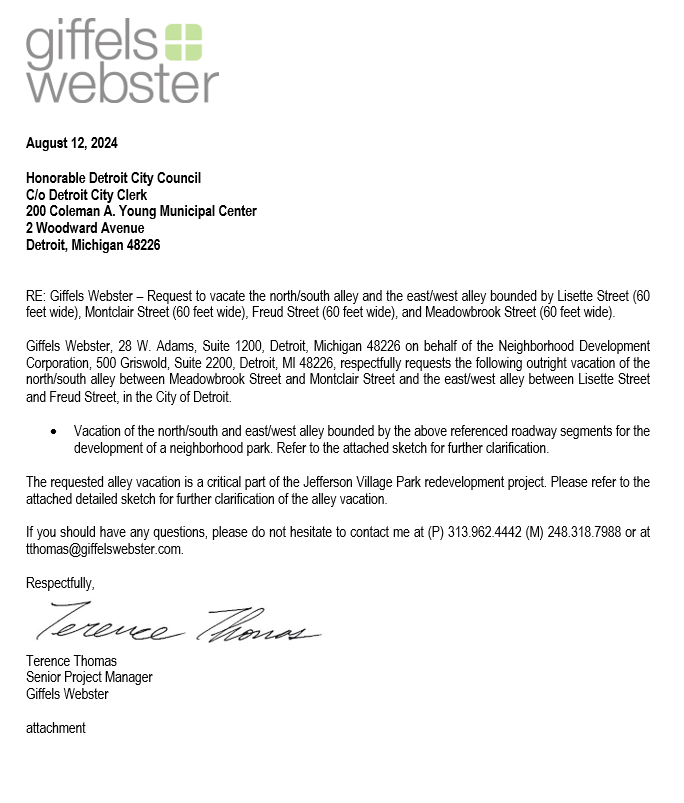 giffels
webster
August 12, 2024
Honorable Detroit City Council
C/o Detroit City Clerk
200 Coleman A. Young Municipal Center
2 Woodward Avenue
Detroit, Michigan 48226
RE: Giffels Webster – Request to vacate the north/south alley and the east/west alley bounded by Lisette Street (60
feet wide), Montclair Street (60 feet wide), Freud Street (60 feet wide), and Meadowbrook Street (60 feet wide).
Giffels Webster, 28 W. Adams, Suite 1200, Detroit, Michigan 48226 on behalf of the Neighborhood Development
Corporation, 500 Griswold, Suite 2200, Detroit, MI 48226, respectfully requests the following outright vacation of the
north/south alley between Meadowbrook Street and Montclair Street and the east/west alley between Lisette Street
and Freud Street, in the City of Detroit.
• Vacation of the north/south and east/west alley bounded by the above referenced roadway segments for the
development of a neighborhood park. Refer to the attached sketch for further clarification.
The requested alley vacation is a critical part of the Jefferson Village Park redevelopment project. Please refer to the
attached detailed sketch for further clarification of the alley vacation.
If you should have any questions, please do not hesitate to contact me at (P) 313.962.4442 (M) 248.318.7988 or at
tthomas@giffelswebster.com.
Respectfully,
Terence Thomas
Terence Thomas
Senior Project Manager
Giffels Webster
attachment